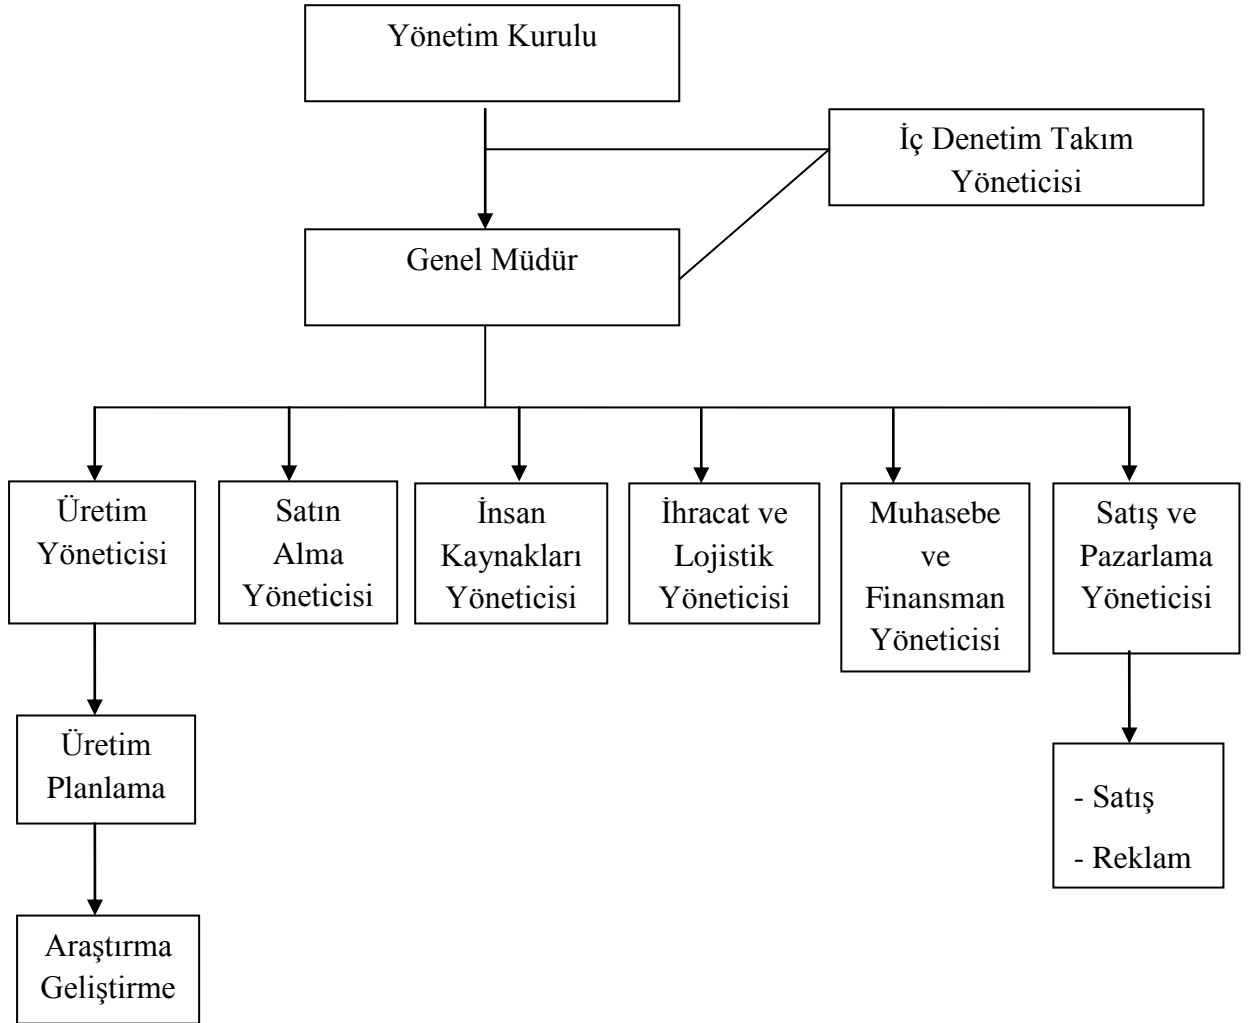 Yönetim Kurulu
İç Denetim Takım
Yöneticisi
Genel Müdür
Üretim
Yöneticisi
Satın
Alma
Yöneticisi
İnsan
Kaynakları
Yöneticisi
İhracat ve
Lojistik
Yöneticisi
Muhasebe
ve
Finansman
Yöneticisi
Satış ve
Pazarlama
Yöneticisi
Üretim
Planlama
- Satış
- Reklam
Araştırma
Geliştirme